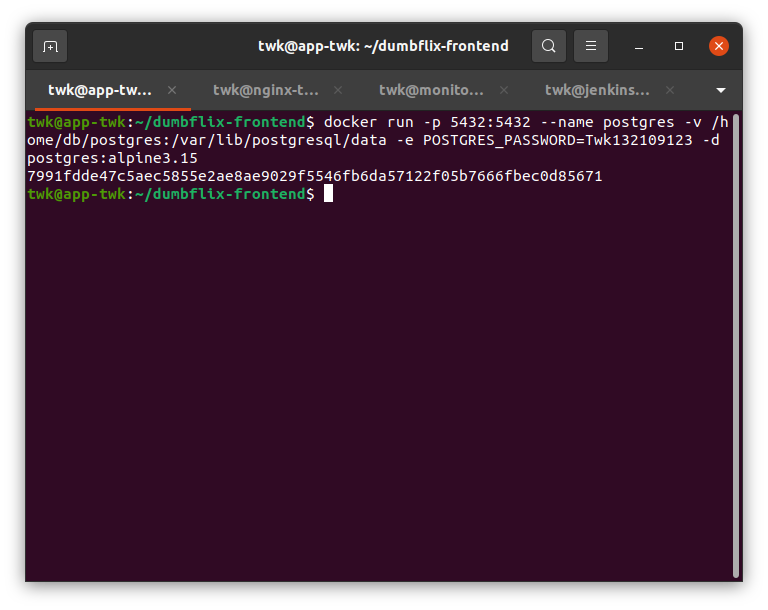 twk@app-twk: ~/dumbflix-frontend
twk@app-tw... twk@nginx-t... twk@monito... twk@jenkins...
twk@app-twk:~/dumbflix-frontend$ docker run -p 5432:5432 --name postgres -v /h
ome/db/postgres:/var/lib/postgresql/data -e POSTGRES_PASSWORD=Twk132109123 -d
postgres:alpine3.15
7991fdde47c5aec5855e2ae8ae9029f5546fb6da57122f05b7666fbec0d85671
twk@app-twk:~/dumbflix-frontend$